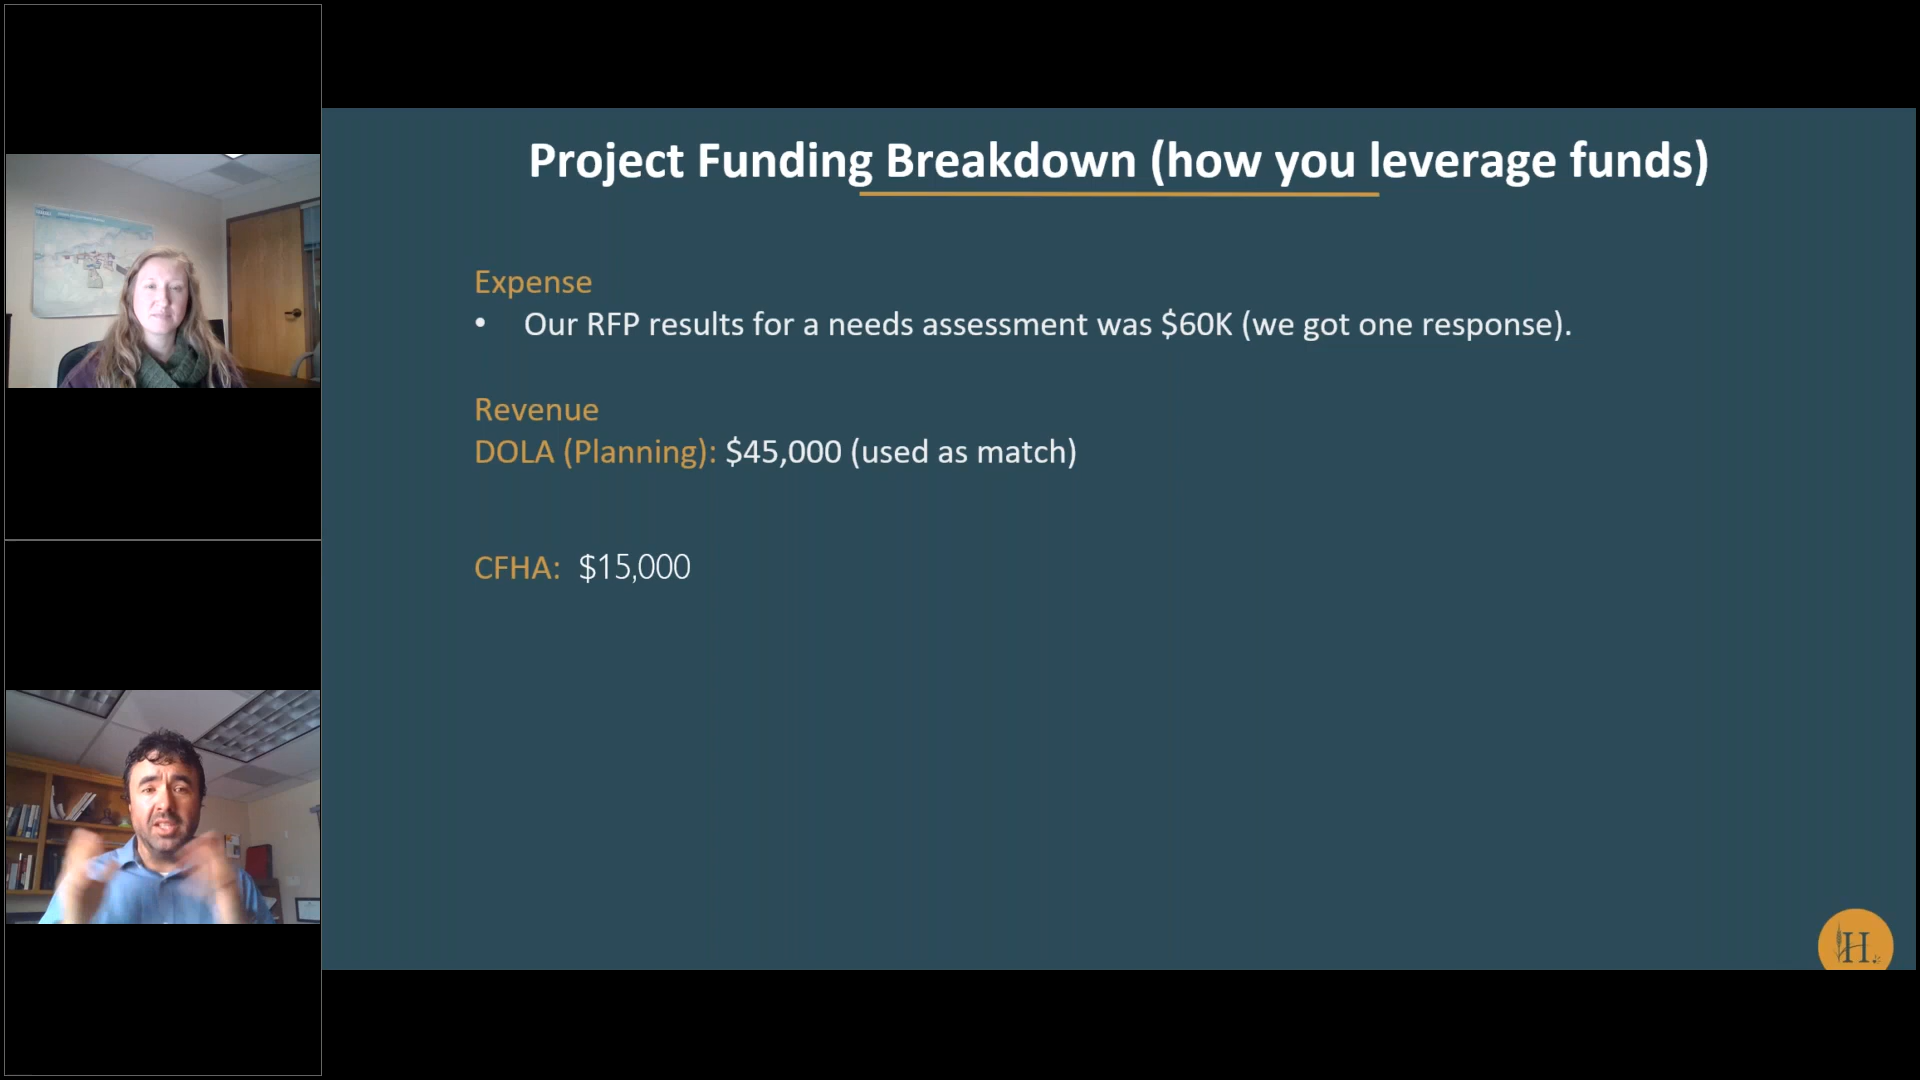 Project Funding Breakdown (how you leverage funds)
Expense
• Our RFP results for a needs assessment was $60K (we got one response).
Revenue
DOLA (Planning): $45,000 (used as match)
CFHA: $15,000
H.